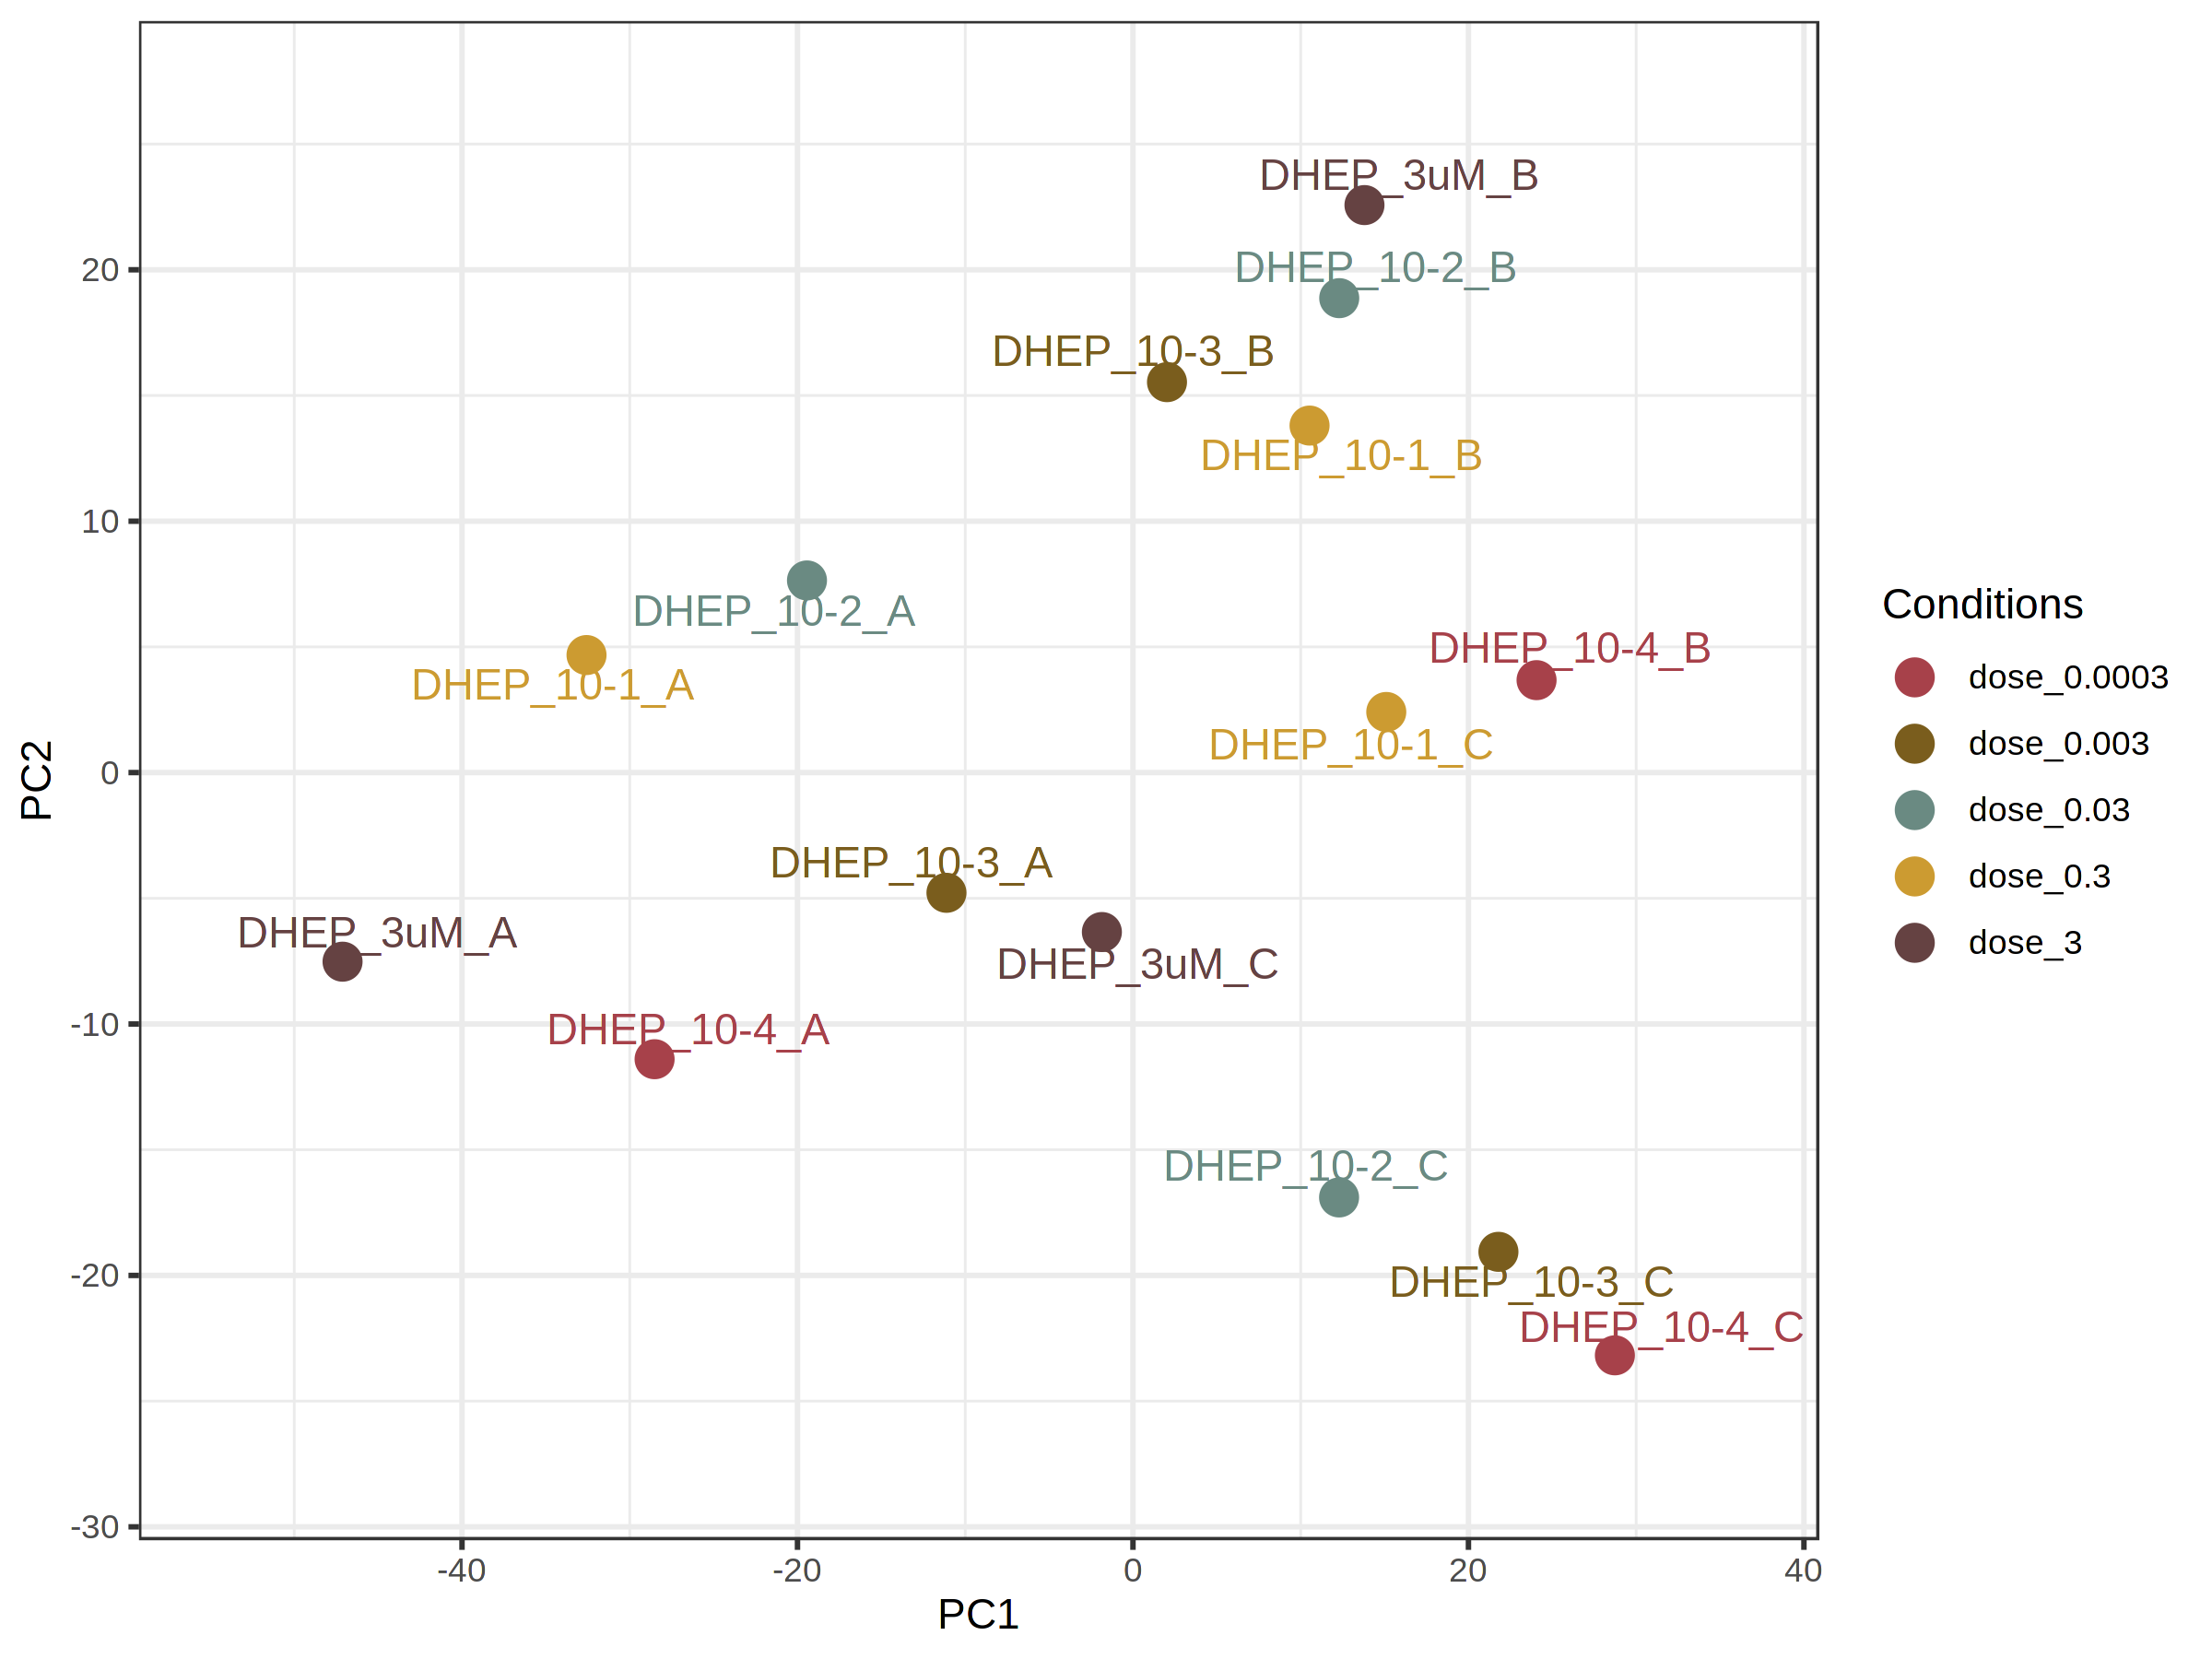 DHEP_3uM_B
DHEP_10-2_B
20
DHEP_10-3_B
DHEP_10-1_B
10
DHEP_10-2_A
DHEP_10-1_A
DHEP_10-4_B
DHEP_10-1_C
0
PC2
DHEP_10-3_A
DHEP_3uM_A
DHEP_3uM_C
-10
DHEP_10-4_A
DHEP_10-2_C
-20
DHEP_10-3_C
DHEP_10-4_C
-30
-40 -20 0 20 40
PC1
Conditions
dose_0.0003
dose_0.003
dose_0.03
dose_0.3
dose_3